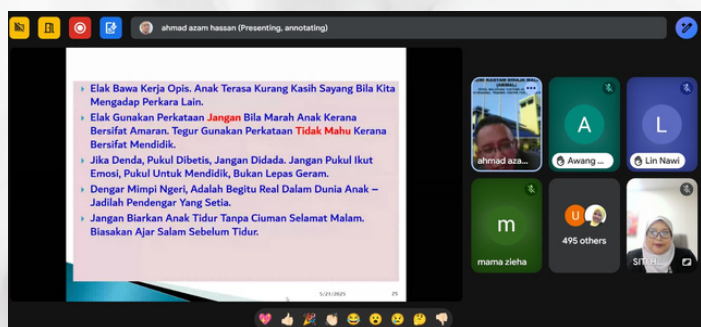 ahmad azam hassan (Presenting, annotating)
Elak Bawa Kerja Opis. Anak Terasa Kurang Kasih Sayang Bila Kita
Mengadap Perkara Lain.
Elak Gunakan Perkataan Jangan Bila Marah Anak Kerana
Bersifat Amaran. Tegur Gunakan Perkataan Tidak Mahu Kerana
Bersifat Mendidik.
Jika Denda, Pukul Dibetis, Jangan Didada. Jangan Pukul Ikut
Emosi, Pukul Untuk Mendidik, Bukan Lepas Geram.
Dengar Mimpi Ngeri, Adalah Begitu Real Dalam Dunia Anak –
Jadilah Pendengar Yang Setia.
Jangan Biarkan Anak Tidur Tanpa Ciuman Selamat Malam.
Biasakan Ajar Salam Sebelum Tidur.
5/21/2025 25
ahmad aza...
A
Awang ...
L
Lin Nawi
m
mama zieha
U
495 others
SITI H...